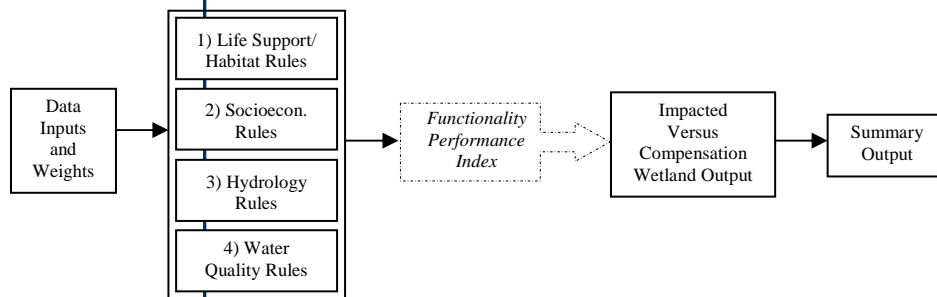 Data
Inputs
and
Weights
1) Life Support/
Habitat Rules
2) Socioecon.
Rules
3) Hydrology
Rules
4) Water
Quality Rules
Functionality
Performance
Index
Impacted
Versus
Compensation
Wetland Output
Summary
Output